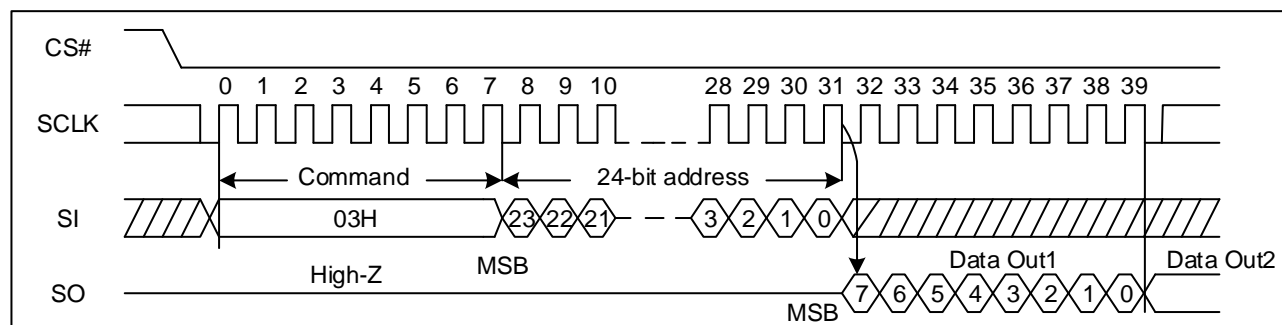 CS#
0 1 2 3 4 5 6 7 8 9 10 28 29 30 31 32 33 34 35 36 37 38 39
SCLK
Command 24-bit address
SI 03H 23 22 21 3 2 1 0
High-Z MSB Data Out1 Data Out2
SO MSB 7 6 5 4 3 2 1 0